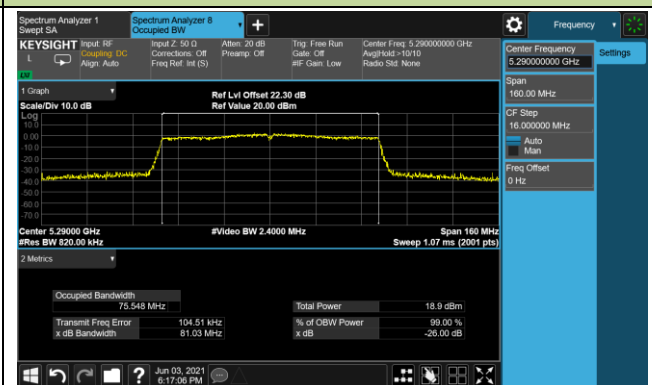 Spectrum Analyzer 1
Swept SA
Spectrum Analyzer 8
Occupied BW
+
Frequency
KEYSIGHT
L
Input: RF
Coupling: DC
Align: Auto
Input Z: 50 Ω
Corrections: Off
Freq Ref: Int (S)
Atten: 20 dB
Preamp: Off
Trig: Free Run
Gate: Off
#IF Gain: Low
Center Freq: 5.290000000 GHz
Avg|Hold:>10/10
Radio Std: None
1 Graph
Scale/Div 10.0 dB
Ref Lvl Offset 22.30 dB
Ref Value 20.00 dBm
Log
10.0
0.00
-10.0
-20.0
-30.0
-40.0
-50.0
-60.0
-70.0
Center 5.29000 GHz
#Res BW 820.00 kHz
#Video BW 2.4000 MHz
Span 160 MHz
Sweep 1.07 ms (2001 pts)
2 Metrics
Occupied Bandwidth
75.548 MHz
Total Power 18.9 dBm
Transmit Freq Error 104.51 kHz
% of OBW Power 99.00 %
x dB Bandwidth 81.03 MHz
x dB -26.00 dB
Center Frequency
5.290000000 GHz
Settings
Span
160.00 MHz
CF Step
16.000000 MHz
Auto
Man
Freq Offset
0 Hz
?
Jun 03, 2021
6:17:06 PM